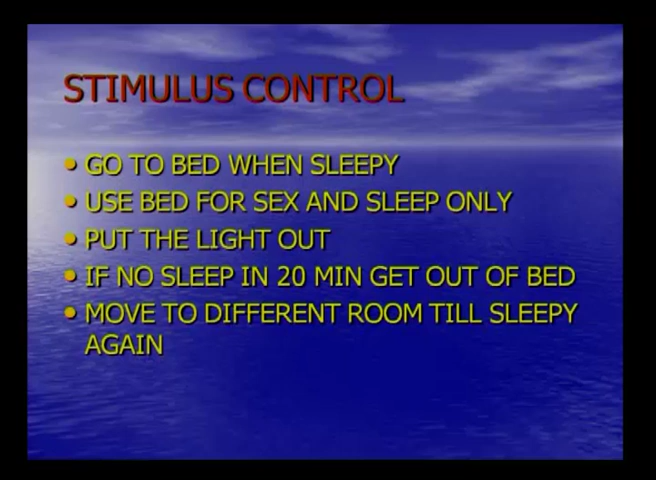 STIMULUS CONTROL
• GO TO BED WHEN SLEEPY
• USE BED FOR SEX AND SLEEP ONLY
• PUT THE LIGHT OUT
• IF NO SLEEP IN 20 MIN GET OUT OF BED
• MOVE TO DIFFERENT ROOM TILL SLEEPY
AGAIN